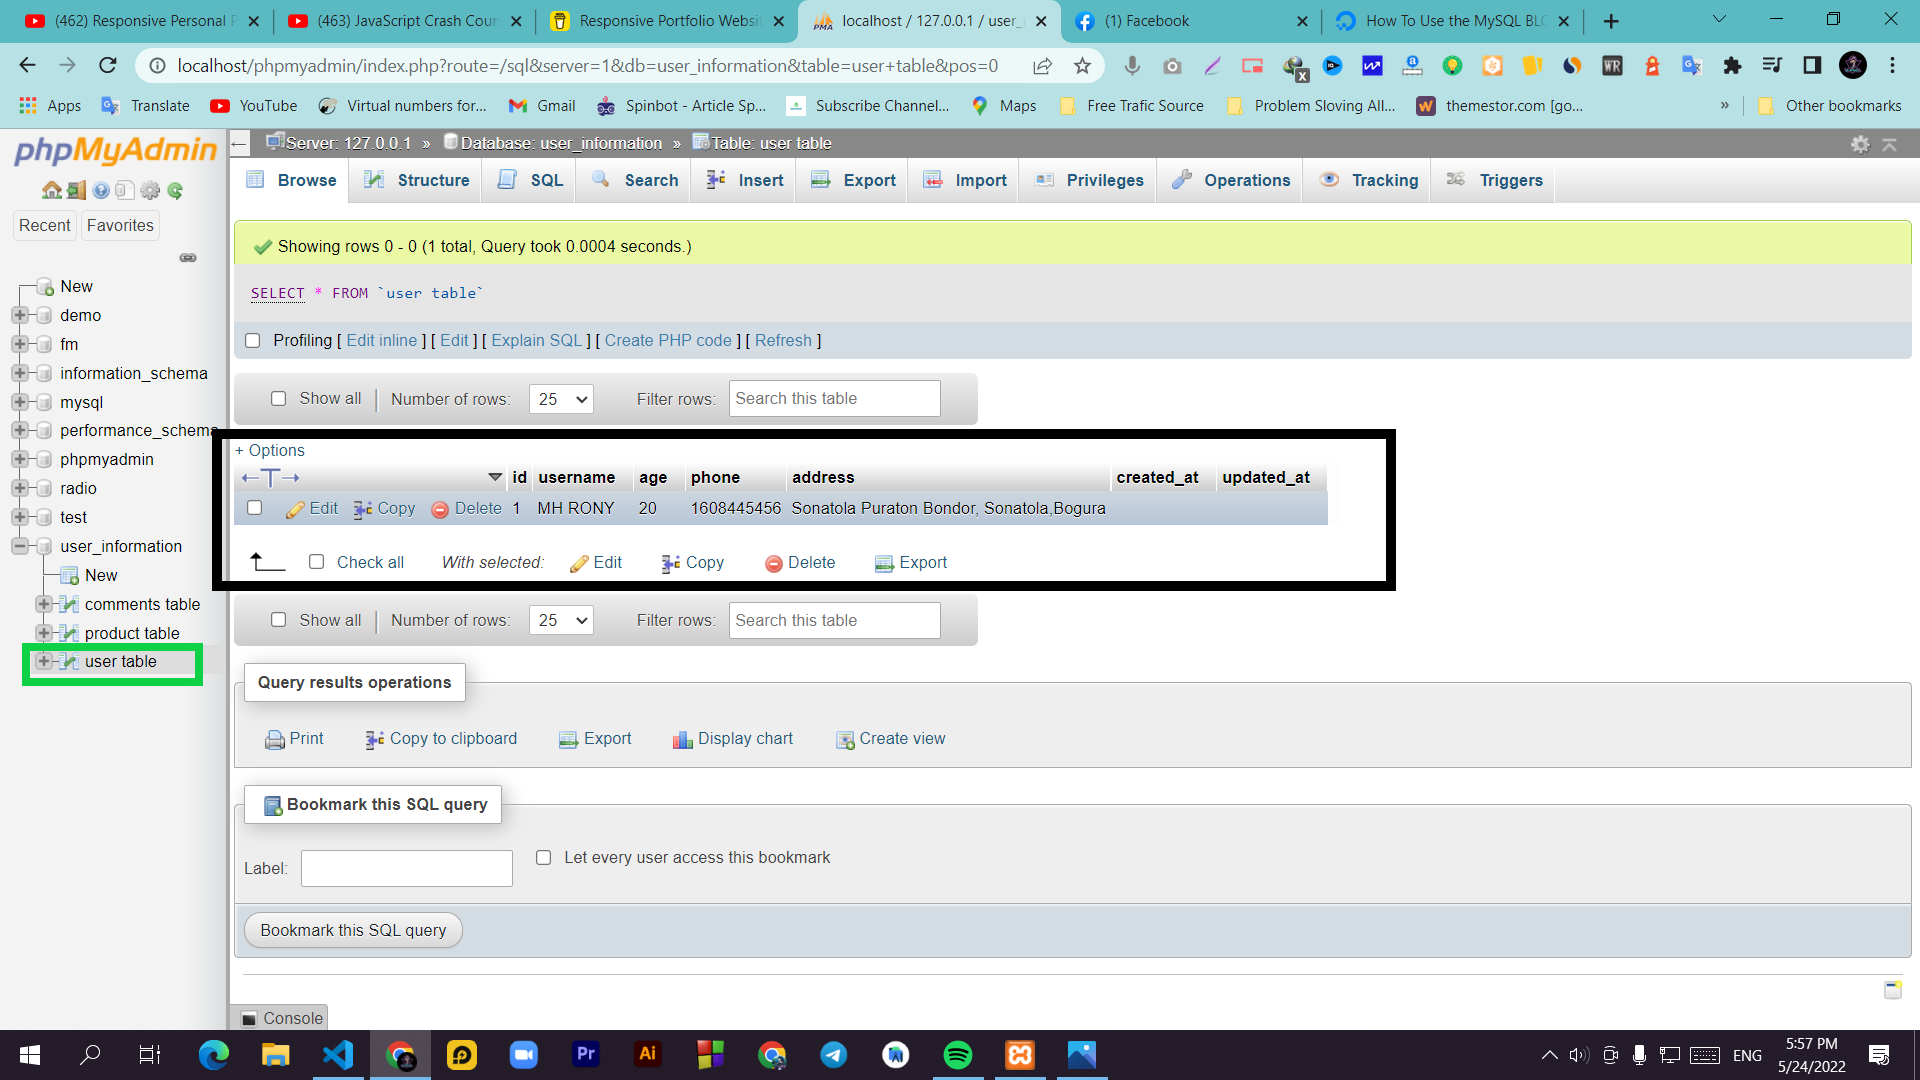 (462) Responsive Personal P
(463) JavaScript Crash Cour
Responsive Portfolio Websi
localhost / 127.0.0.1 / user_
(1) Facebook
How To Use the MySQL BLO
localhost/phpmyadmin/index.php?route=/sql&server=1&db=user_information&table=user+table&pos=0
Apps Translate YouTube Virtual numbers for... Gmail Spinbot - Article Sp... Subscribe Channel... Maps Free Trafic Source Problem Sloving All... themestor.com [go... » Other bookmarks
phpMyAdmin
Recent Favorites
New
demo
fm
information_schema
mysql
performance_schema
phpmyadmin
radio
test
user_information
New
comments table
product table
user table
Server: 127.0.0.1 » Database: user_information » Table: user table
Browse Structure SQL Search Insert Export Import Privileges Operations Tracking Triggers
Showing rows 0 - 0 (1 total, Query took 0.0004 seconds.)
SELECT * FROM `user table`
Profiling [ Edit inline ] [ Edit ] [ Explain SQL ] [ Create PHP code ] [ Refresh ]
Show all Number of rows: 25 Filter rows: Search this table
+ Options
←T→ id username age phone address created_at updated_at
Edit Copy Delete 1 MH RONY 20 1608445456 Sonatola Puraton Bondor, Sonatola,Bogura
Check all With selected: Edit Copy Delete Export
Show all Number of rows: 25 Filter rows: Search this table
Query results operations
Print Copy to clipboard Export Display chart Create view
Bookmark this SQL query
Label: Let every user access this bookmark
Bookmark this SQL query
Console
ENG
5:57 PM
5/24/2022